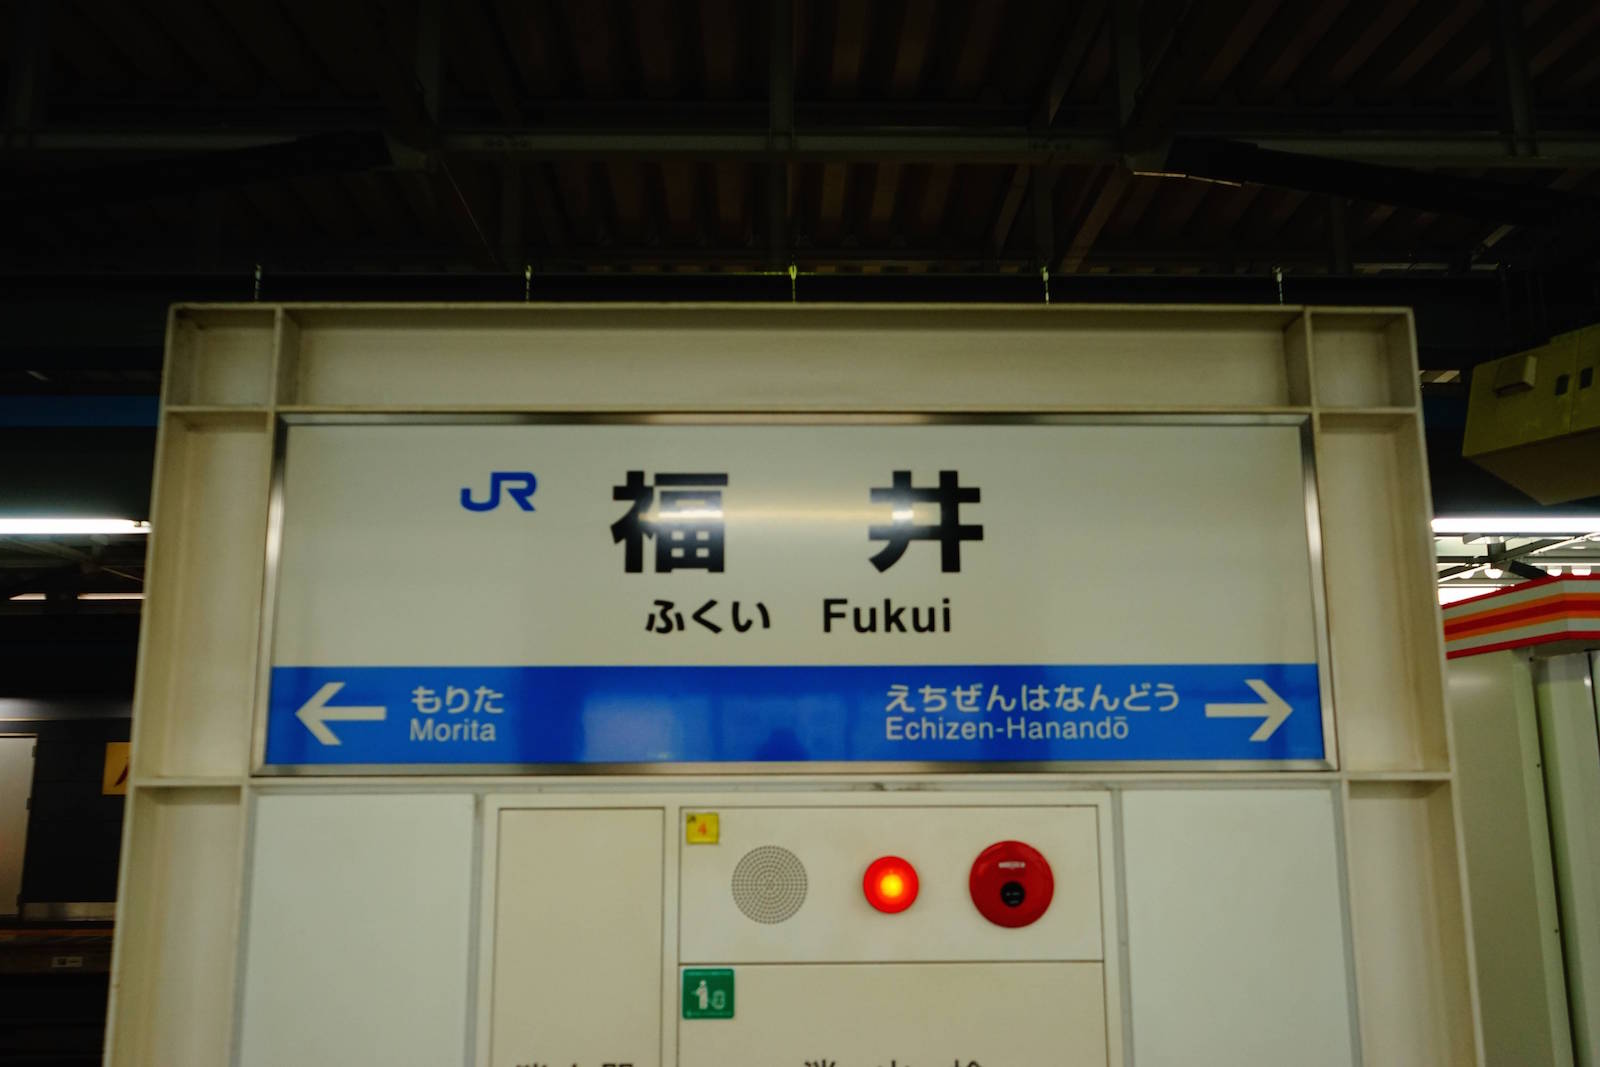 JR 福井
ふくい Fukui
もりた
Morita
えちぜんはなんどう
Echizen-Hanandō
4